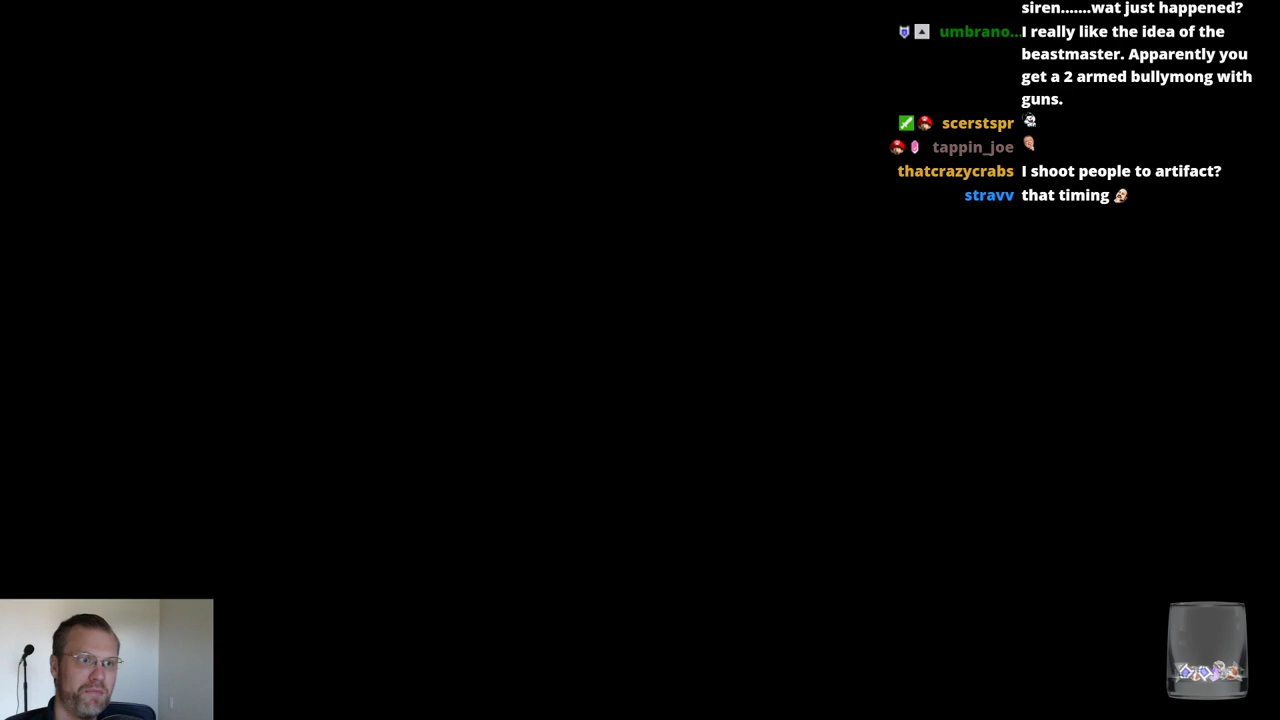 siren.......wat just happened?
umbrano... I really like the idea of the
beastmaster. Apparently you
get a 2 armed bullymong with
guns.
scerstspr
tappin_joe
thatcrazycrabs I shoot people to artifact?
stravv that timing